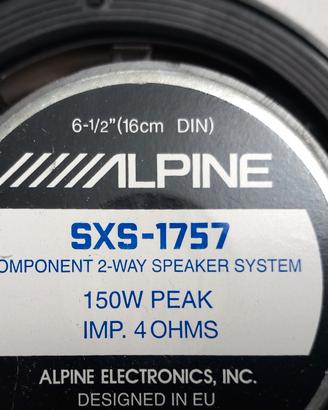 6-1/2"(16cm DIN)
ALPINE
SXS-1757
OMPONENT 2-WAY SPEAKER SYSTEM
150W PEAK
IMP. 4 OHMS
ALPINE ELECTRONICS, INC.
DESIGNED IN EU